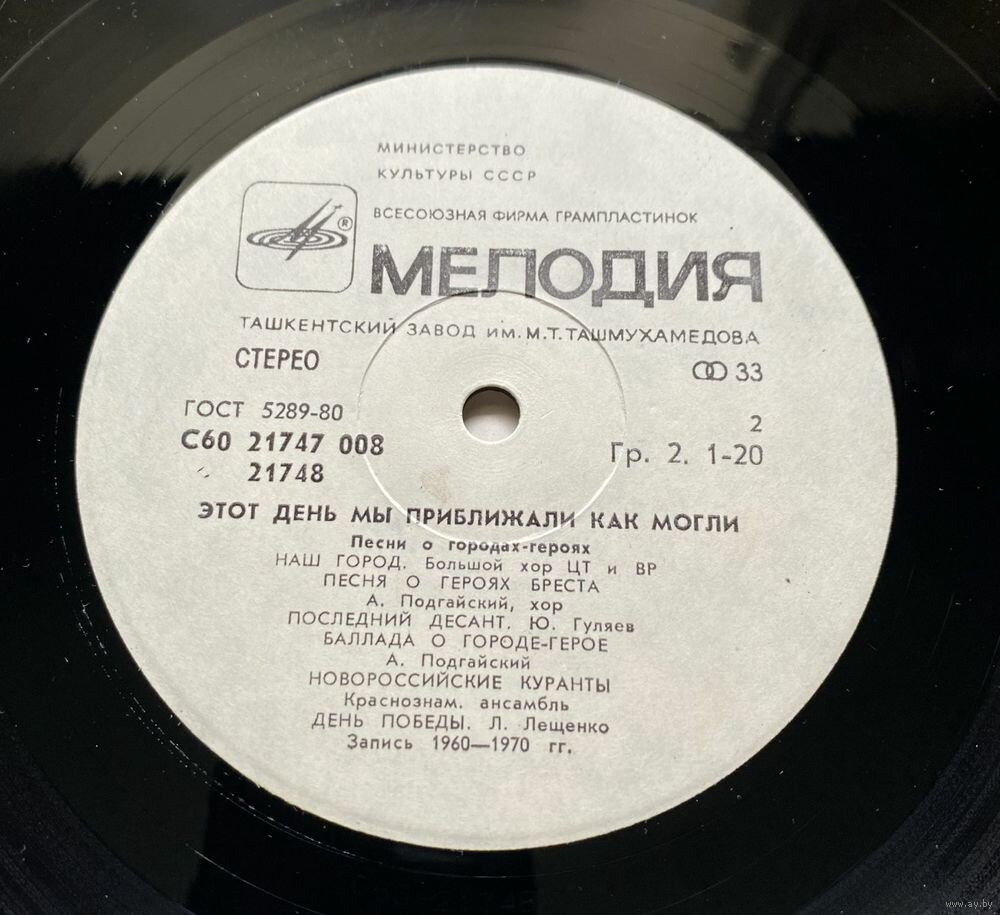 МИНИСТЕРСТВО
КУЛЬТУРЫ СССР
ВСЕСОЮЗНАЯ ФИРМА ГРАМПЛАСТИНОК
®
МЕЛОДИЯ
ТАШКЕНТСКИЙ ЗАВОД им. М.Т. ТАШМУХАМЕДОВА
СТЕРЕО
33
ГОСТ 5289-80
2
С60 21747 008
Гр. 2. 1-20
21748
ЭТОТ ДЕНЬ МЫ ПРИБЛИЖАЛИ КАК МОГЛИ
Песни о городах-героях
НАШ ГОРОД. Большой хор ЦТ и ВР
ПЕСНЯ О ГЕРОЯХ БРЕСТА
А. Подгайский, хор
ПОСЛЕДНИЙ ДЕСАНТ. Ю. Гуляев
БАЛЛАДА О ГОРОДЕ-ГЕРОЕ
А. Подгайский
НОВОРОССИЙСКИЕ КУРАНТЫ
Краснознам. ансамбль
ДЕНЬ ПОБЕДЫ. Л. Лещенко
Запись 1960—1970 гг.
www.ay.by